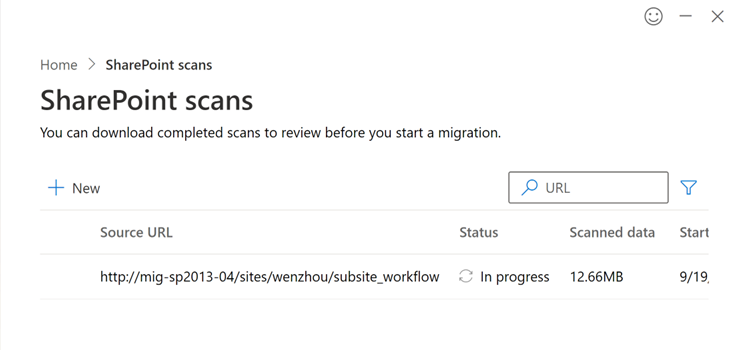 Home > SharePoint scans
SharePoint scans
You can download completed scans to review before you start a migration.
+ New
URL
Source URL Status Scanned data Start
http://mig-sp2013-04/sites/wenzhou/subsite_workflow In progress 12.66MB 9/19,